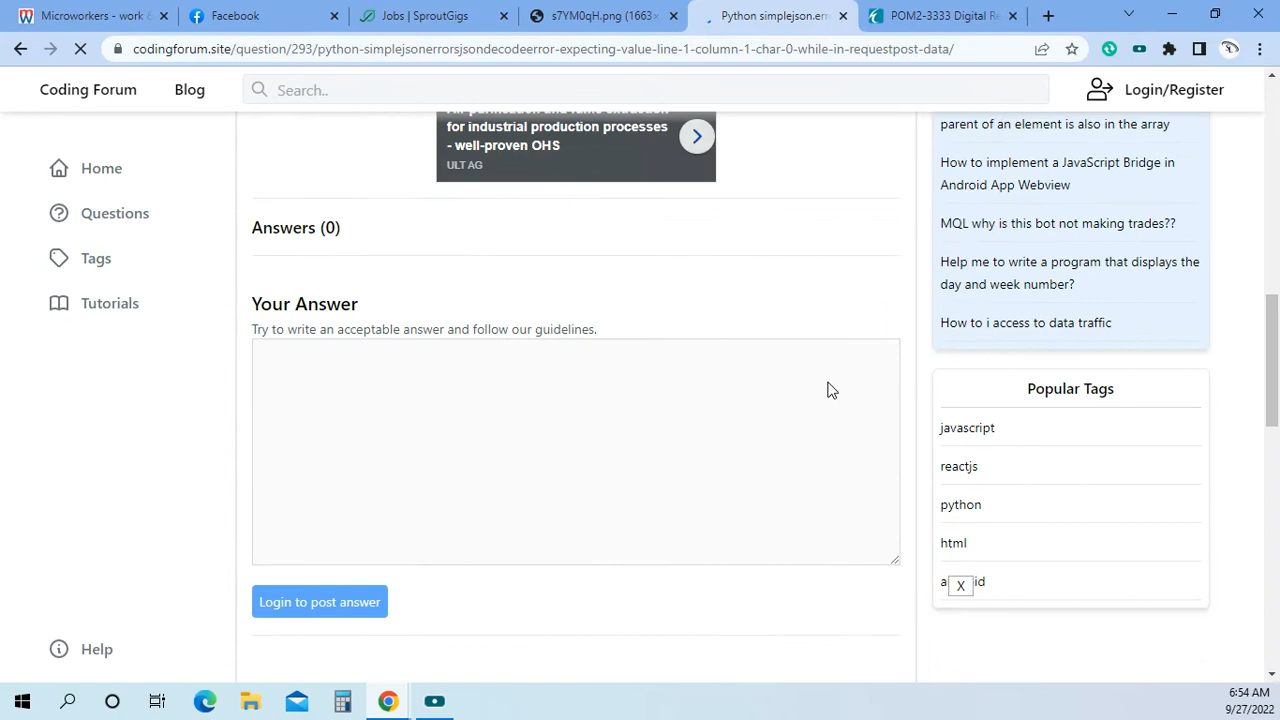 Microworkers - work &
Facebook
Jobs | SproutGigs
s7YM0qH.png (1663×
Python simplejson.err
POM2-3333 Digital Re
codingforum.site/question/293/python-simplejsonerrorsjsondecodeerror-expecting-value-line-1-column-1-char-0-while-in-requestpost-data/
Coding Forum
Blog
Search..
Login/Register
Home
Questions
Tags
Tutorials
Help
for industrial production processes
- well-proven OHS
ULT AG
Answers (0)
Your Answer
Try to write an acceptable answer and follow our guidelines.
Login to post answer
parent of an element is also in the array
How to implement a JavaScript Bridge in
Android App Webview
MQL why is this bot not making trades??
Help me to write a program that displays the
day and week number?
How to i access to data traffic
Popular Tags
javascript
reactjs
python
html
X
6:54 AM
9/27/2022